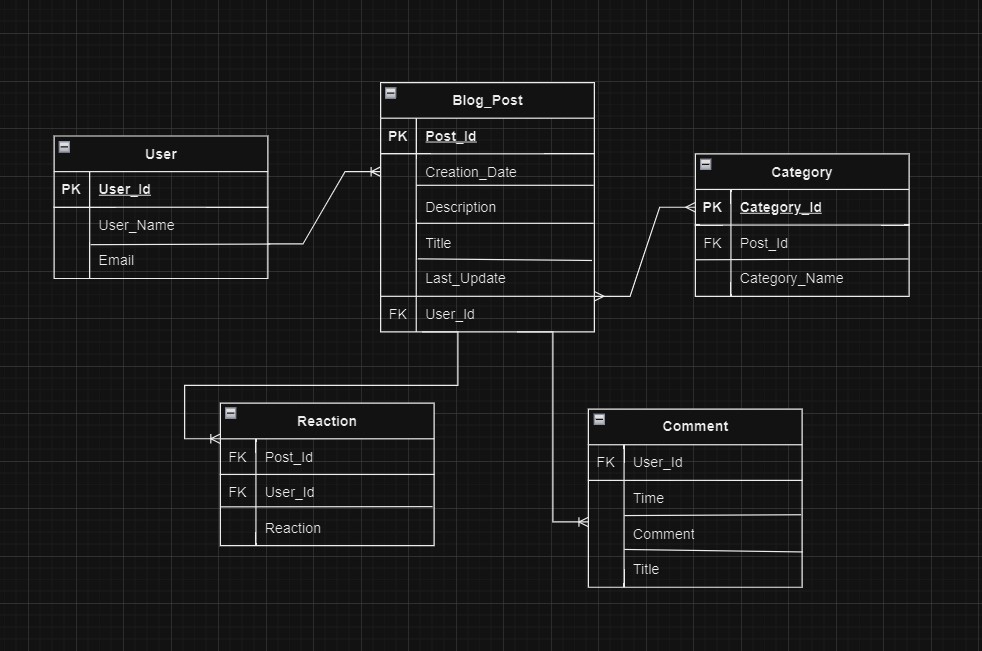 User
PK User_Id
User_Name
Email
Blog_Post
PK Post_Id
Creation_Date
Description
Title
Last_Update
FK User_Id
Category
PK Category_Id
FK Post_Id
Category_Name
Reaction
FK Post_Id
FK User_Id
Reaction
Comment
FK User_Id
Time
Comment
Title